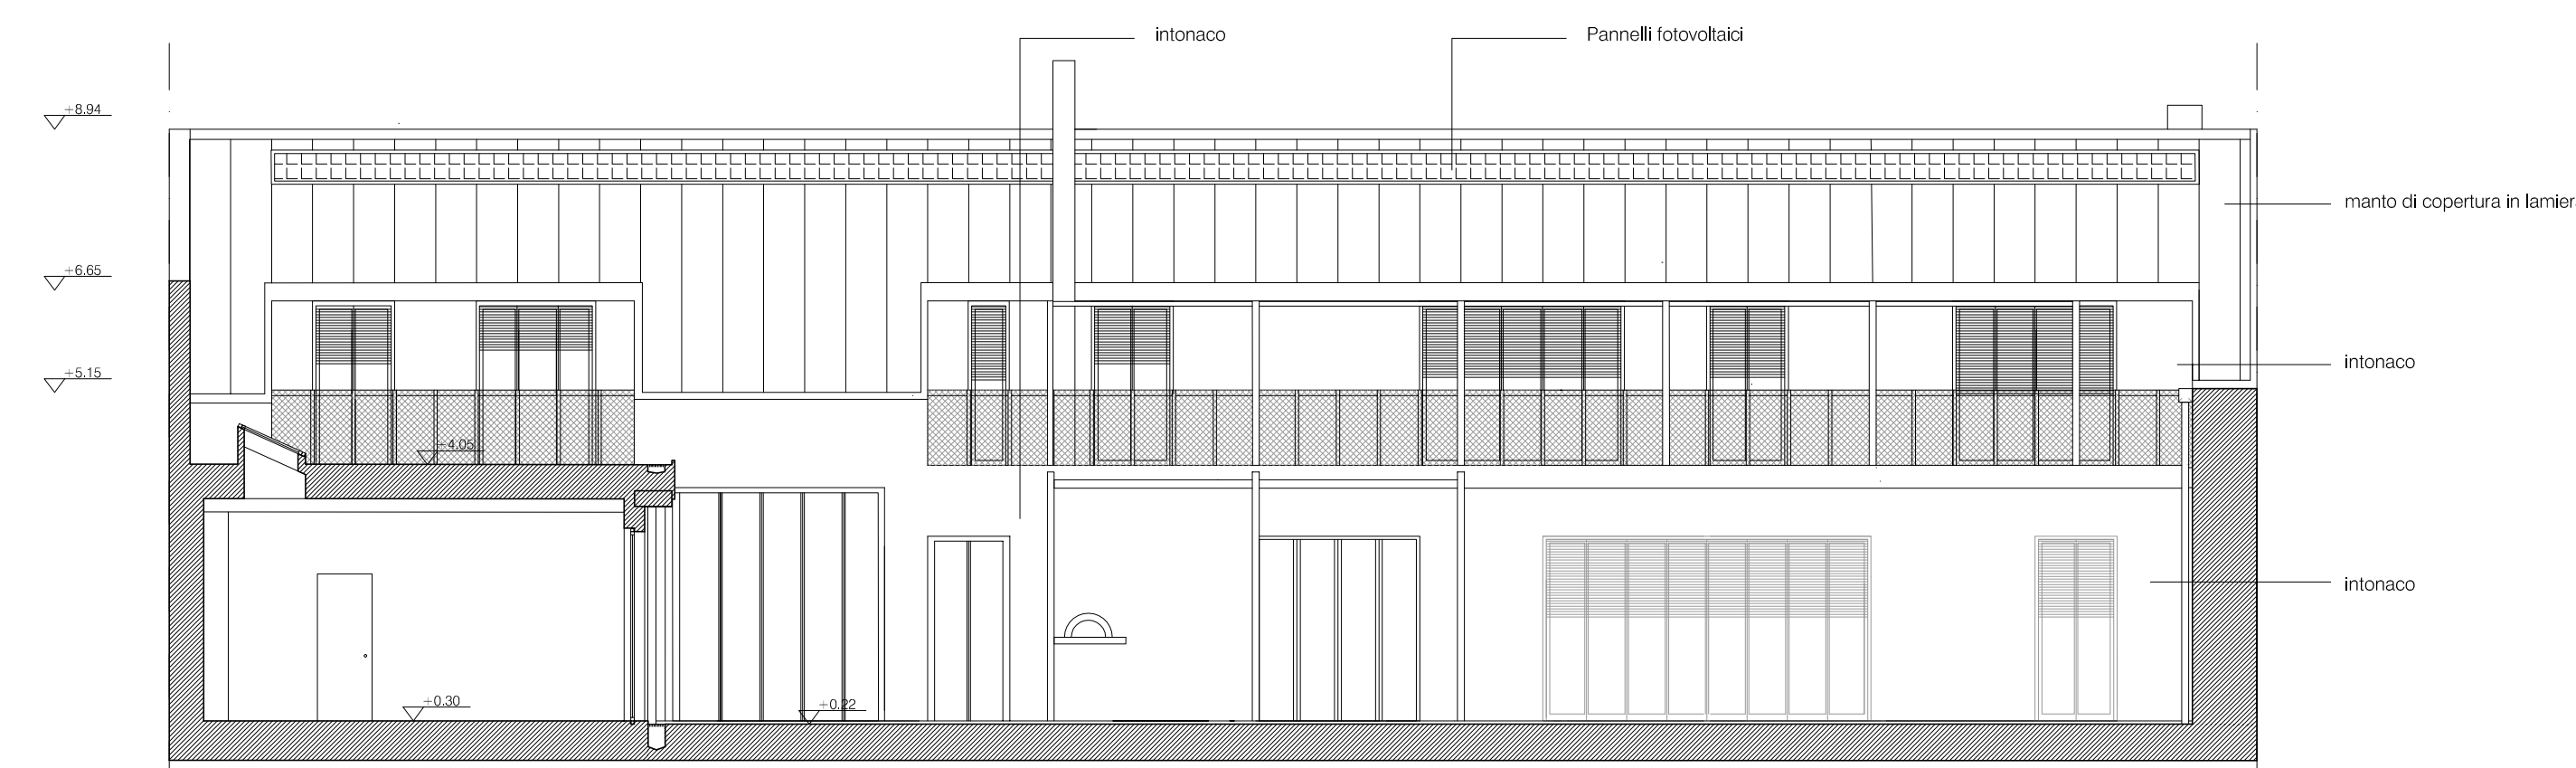 intonaco
Pannelli fotovoltaici
+8.94
manto di copertura in lamier
+6.65
intonaco
+5.15
+4.05
intonaco
+0.30
+0.22